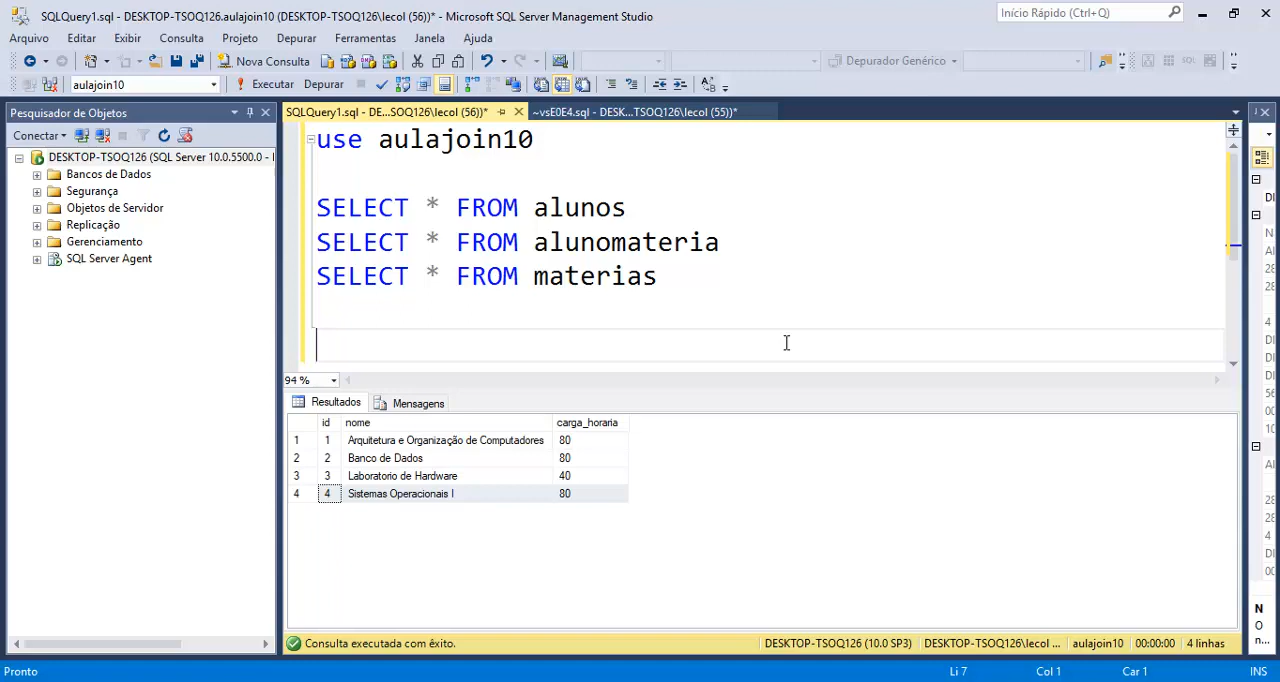 SQLQuery1.sql - DESKTOP-TSOQ126.aulajoin10 (DESKTOP-TSOQ126\lecol (56))* - Microsoft SQL Server Management Studio
Início Rápido (Ctrl+Q)
Arquivo Editar Exibir Consulta Projeto Depurar Ferramentas Janela Ajuda
Nova Consulta
Depurador Genérico
aulajoin10
Executar Depurar
Pesquisador de Objetos
SQLQuery1.sql - DE...SOQ126\lecol (56))*
~vsE0E4.sql - DESK...TSOQ126\lecol (55))*
Conectar
DESKTOP-TSOQ126 (SQL Server 10.0.5500.0 -
Bancos de Dados
Segurança
Objetos de Servidor
Replicação
Gerenciamento
SQL Server Agent
use aulajoin10
SELECT * FROM alunos
SELECT * FROM alunomateria
SELECT * FROM materias
94 %
Resultados Mensagens
id nome carga_horaria
1 1 Arquitetura e Organização de Computadores 80
2 2 Banco de Dados 80
3 3 Laboratorio de Hardware 40
4 4 Sistemas Operacionais I 80
Consulta executada com êxito.
DESKTOP-TSOQ126 (10.0 SP3) DESKTOP-TSOQ126\lecol ... aulajoin10 00:00:00 4 linhas
Pronto
Li 7 Col 1 Car 1 INS